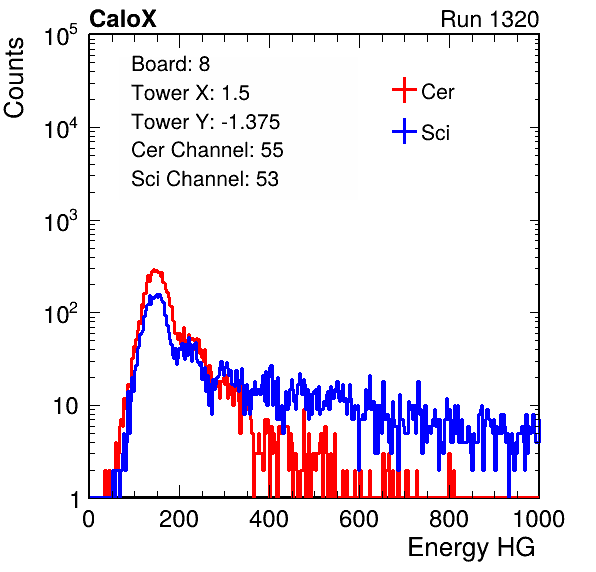 CaloX Run 1320
Counts
Board: 8
Tower X: 1.5
Tower Y: -1.375
Cer Channel: 55
Sci Channel: 53
Cer
Sci
10^5
10^4
10^3
10^2
10
1
0 200 400 600 800 1000
Energy HG